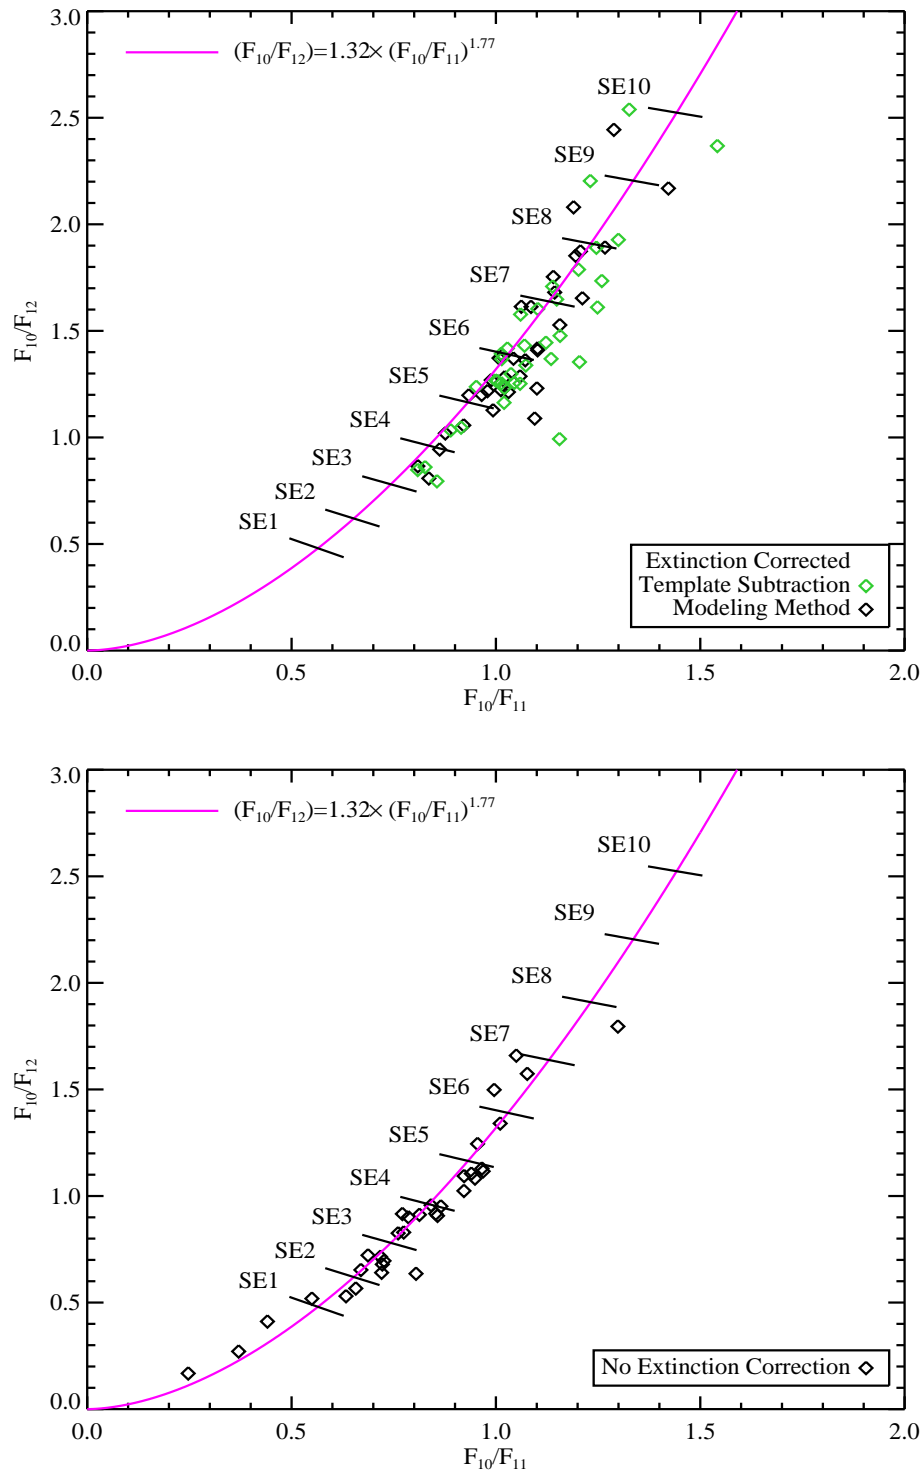 3.0
(F10/F12)=1.32× (F10/F11)^1.77
SE10
2.5
SE9
SE8
2.0
SE7
F10/F12
1.5
SE6
SE5
SE4
1.0
SE3
SE2
SE1
0.5
Extinction Corrected
Template Subtraction
Modeling Method
0.0
0.0 0.5 1.0 1.5 2.0
F10/F11
3.0
(F10/F12)=1.32× (F10/F11)^1.77
SE10
2.5
SE9
SE8
2.0
SE7
F10/F12
1.5
SE6
SE5
SE4
1.0
SE3
SE2
SE1
0.5
No Extinction Correction
0.0
0.0 0.5 1.0 1.5 2.0
F10/F11